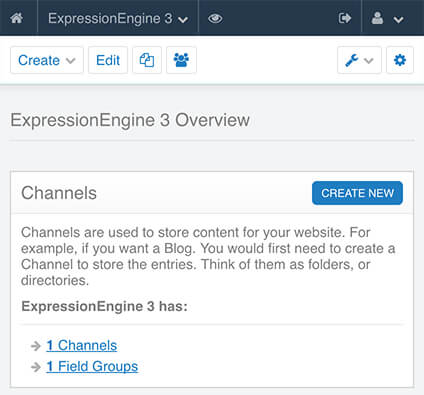 ExpressionEngine 3
Create Edit
ExpressionEngine 3 Overview
Channels CREATE NEW
Channels are used to store content for your website. For
example, if you want a Blog. You would first need to create a
Channel to store the entries. Think of them as folders, or
directories.
ExpressionEngine 3 has:
1 Channels
1 Field Groups